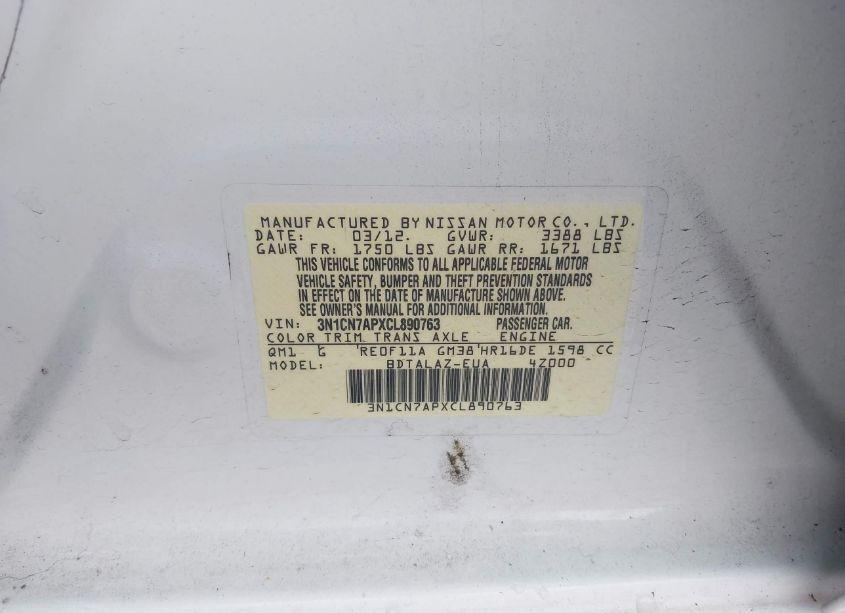 MANUFACTURED BY NISSAN MOTOR CO., LTD.
DATE: 03/12. GVWR: 3388 LBS
GAWR FR: 1750 LBS GAWR RR: 1671 LBS
THIS VEHICLE CONFORMS TO ALL APPLICABLE FEDERAL MOTOR
VEHICLE SAFETY, BUMPER AND THEFT PREVENTION STANDARDS
IN EFFECT ON THE DATE OF MANUFACTURE SHOWN ABOVE.
SEE OWNER'S MANUAL FOR ADDITIONAL INFORMATION.
VIN: 3N1CN7APXCL890763 PASSENGER CAR.
COLOR TRIM TRANS AXLE ENGINE
QM1 G RE0F11A GM38 HR16DE 1598 CC
MODEL: BDTALAZ-EUA 4Z000
3N1CN7APXCL890763